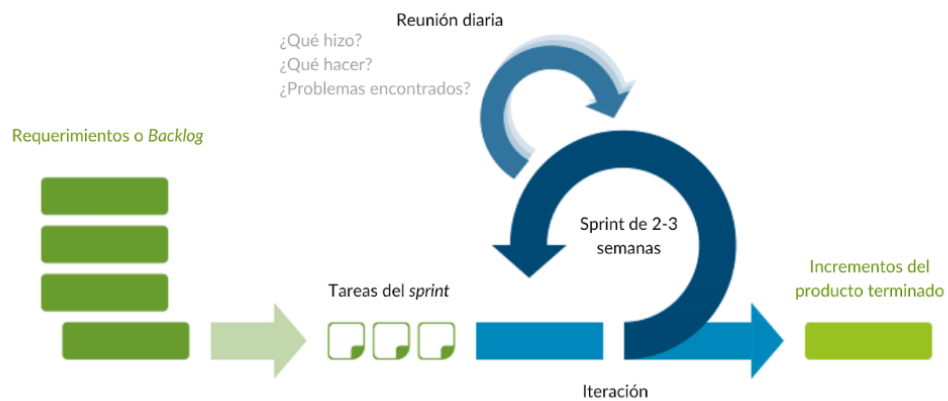 Reunión diaria
¿Qué hizo?
¿Qué hacer?
¿Problemas encontrados?
Requerimientos o Backlog
Sprint de 2-3
semanas
Tareas del sprint
Incrementos del
producto terminado
Iteración